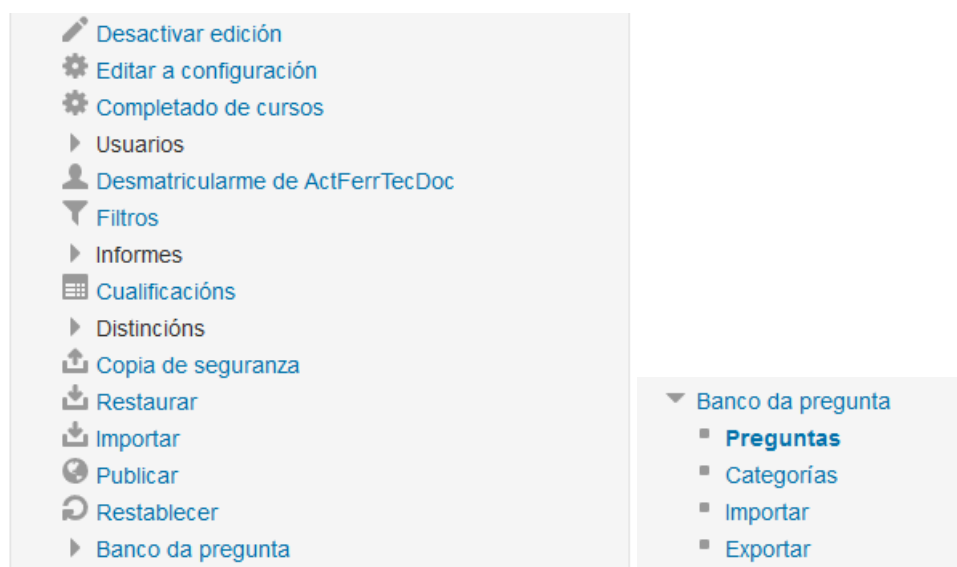 Desactivar edición
Editar a configuración
Completado de cursos
Usuarios
Desmatricularme de ActFerrTecDoc
Filtros
Informes
Cualificacións
Distincións
Copia de seguranza
Restaurar
Importar
Publicar
Restablecer
Banco da pregunta
Banco da pregunta
Preguntas
Categorías
Importar
Exportar